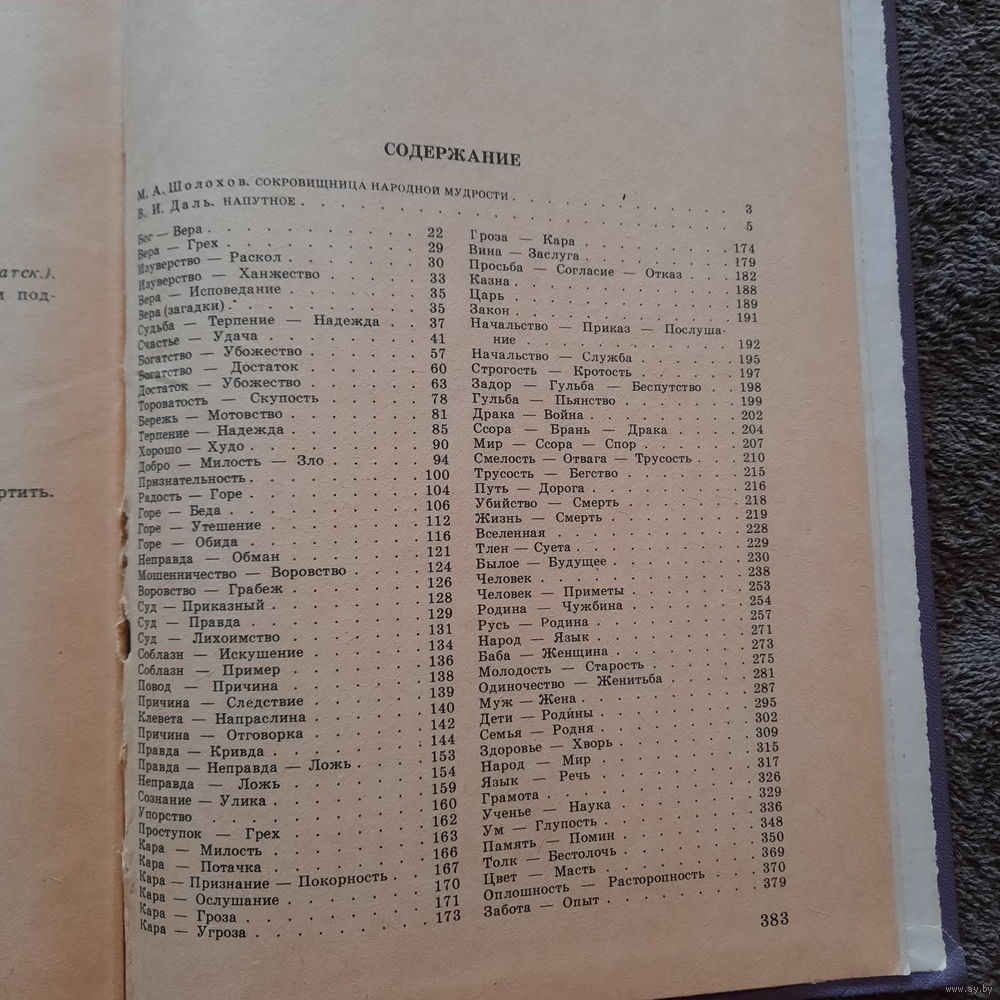 атск.).
и под-
ртить.
СОДЕРЖАНИЕ
М. А. Шолохов. СОКРОВИЩНИЦА НАРОДНОЙ МУДРОСТИ . . . . . 3
В. И. Даль. НАПУТНОЕ . . . . . 5
Бог — Вера . . . . . 22
Вера — Грех . . . . . 29
Изуверство — Раскол . . . . . 30
Изуверство — Ханжество . . . . . 33
Вера — Исповедание . . . . . 35
Вера (загадки) . . . . . 35
Судьба — Терпение — Надежда . . 37
Счастье — Удача . . . . . 41
Богатство — Убожество . . . . . 57
Богатство — Достаток . . . . . 60
Достаток — Убожество . . . . . 63
Тороватость — Скупость . . . . . 78
Бережь — Мотовство . . . . . 81
Терпение — Надежда . . . . . 85
Хорошо — Худо . . . . . 90
Добро — Милость — Зло . . . . . 94
Признательность . . . . . 100
Радость — Горе . . . . . 104
Горе — Беда . . . . . 106
Горе — Утешение . . . . . 112
Горе — Обида . . . . . 116
Неправда — Обман . . . . . 121
Мошенничество — Воровство . . . . 124
Воровство — Грабеж . . . . . 126
Суд — Приказный . . . . . 128
Суд — Правда . . . . . 129
Суд — Лихоимство . . . . . 131
Соблазн — Искушение . . . . . 134
Соблазн — Пример . . . . . 136
Повод — Причина . . . . . 138
Причина — Следствие . . . . . 139
Клевета — Напраслина . . . . . 140
Причина — Отговорка . . . . . 142
Правда — Кривда . . . . . 144
Правда — Неправда — Ложь . . . . 153
Неправда — Ложь . . . . . 154
Сознание — Улика . . . . . 159
Упорство . . . . . 160
Проступок — Грех . . . . . 162
Кара — Милость . . . . . 163
Кара — Потачка . . . . . 166
Кара — Признание — Покорность . . 167
Кара — Ослушание . . . . . 170
Кара — Гроза . . . . . 171
Кара — Угроза . . . . . 173
Гроза — Кара . . . . . 174
Вина — Заслуга . . . . . 179
Просьба — Согласие — Отказ . . . 182
Казна . . . . . 188
Царь . . . . . 189
Закон . . . . . 191
Начальство — Приказ — Послуша-
ние . . . . . 192
Начальство — Служба . . . . . 195
Строгость — Кротость . . . . . 197
Задор — Гульба — Беспутство . . 198
Гульба — Пьянство . . . . . 199
Драка — Война . . . . . 202
Ссора — Брань — Драка . . . . 204
Мир — Ссора — Спор . . . . . 207
Смелость — Отвага — Трусость . . . 210
Трусость — Бегство . . . . . 215
Путь — Дорога . . . . . 216
Убийство — Смерть . . . . . 218
Жизнь — Смерть . . . . . 219
Вселенная . . . . . 228
Тлен — Суета . . . . . 229
Былое — Будущее . . . . . 230
Человек . . . . . 238
Человек — Приметы . . . . . 253
Родина — Чужбина . . . . . 254
Русь — Родина . . . . . 257
Народ — Язык . . . . . 271
Баба — Женщина . . . . . 273
Молодость — Старость . . . . . 275
Одиночество — Женитьба . . . . . 281
Муж — Жена . . . . . 287
Дети — Роди́ны . . . . . 295
Семья — Родня . . . . . 302
Здоровье — Хворь . . . . . 309
Народ — Мир . . . . . 315
Язык — Речь . . . . . 317
Грамота . . . . . 326
Ученье — Наука . . . . . 329
Ум — Глупость . . . . . 336
Память — Помин . . . . . 348
Толк — Бестолочь . . . . . 350
Цвет — Масть . . . . . 369
Оплошность — Расторопность . . . 370
Забота — Опыт . . . . . 379
383
www.ay.by